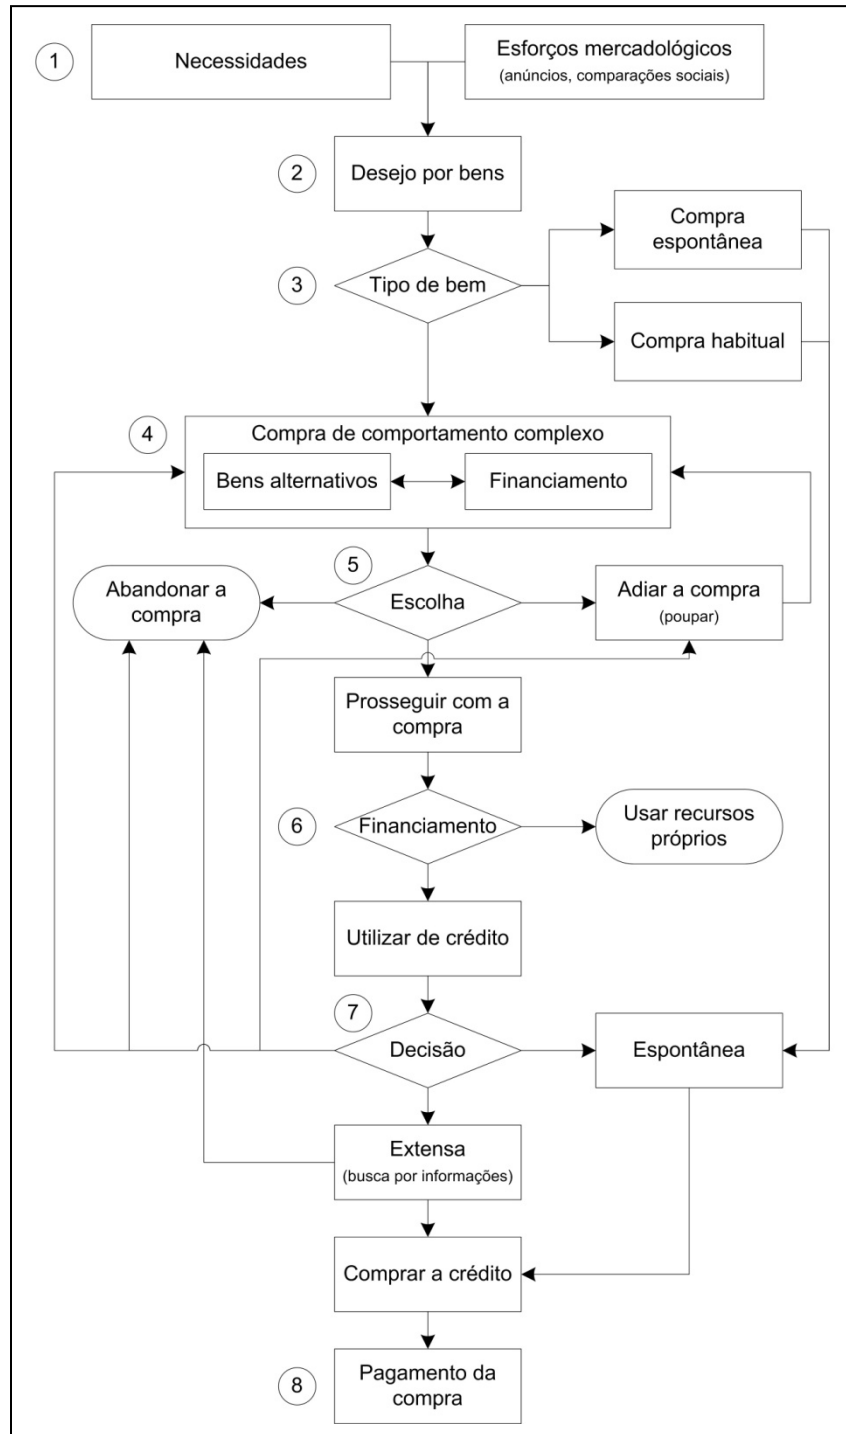 1
Necessidades
Esforços mercadológicos
(anúncios, comparações sociais)
2
Desejo por bens
Compra
espontânea
3
Tipo de bem
Compra habitual
4
Compra de comportamento complexo
Bens alternativos
Financiamento
5
Abandonar a
compra
Escolha
Adiar a compra
(poupar)
Prosseguir com a
compra
6
Financiamento
Usar recursos
próprios
Utilizar de crédito
7
Decisão
Espontânea
Extensa
(busca por informações)
Comprar a crédito
8
Pagamento da
compra